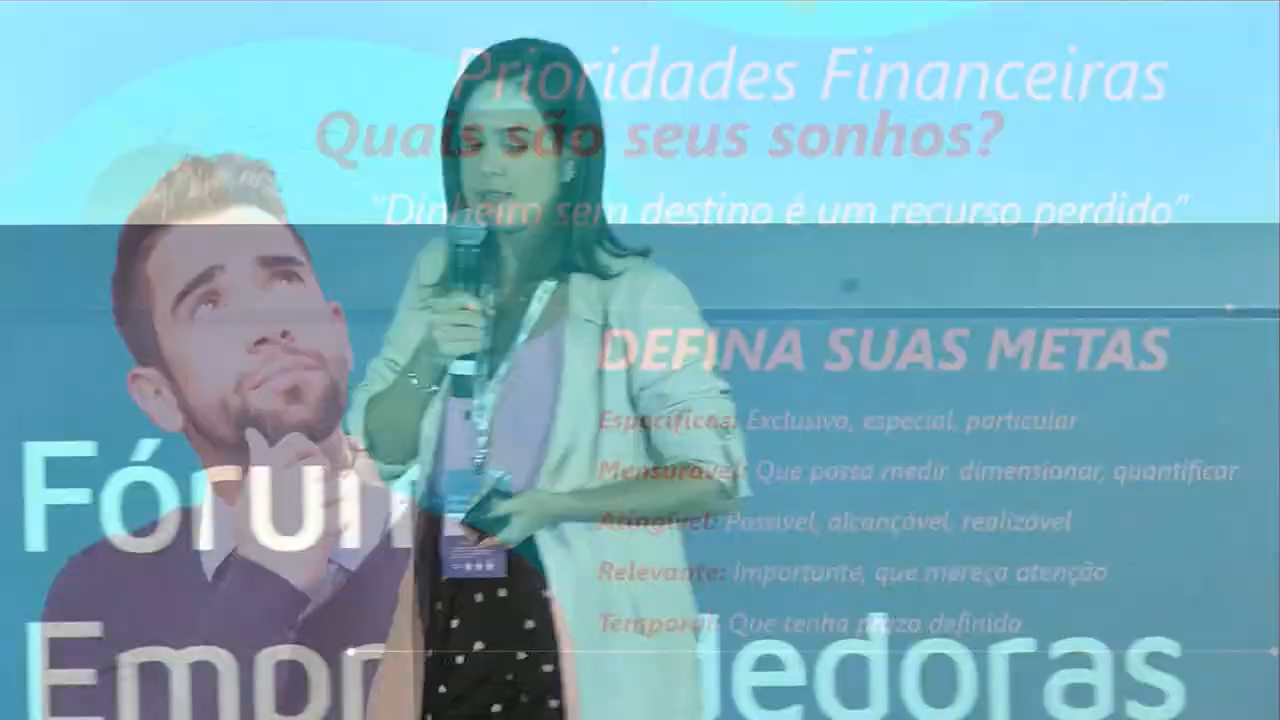 Prioridades Financeiras
Quais são seus sonhos?
"Dinheiro sem destino é um recurso perdido"
DEFINA SUAS METAS
Específicas: Exclusivo, especial, particular
Mensurável: Que possa medir, dimensionar, quantificar
Atingível: Possível, alcançável, realizável
Relevante: Importante, que mereça atenção
Temporal: Que tenha prazo definido
Fórum